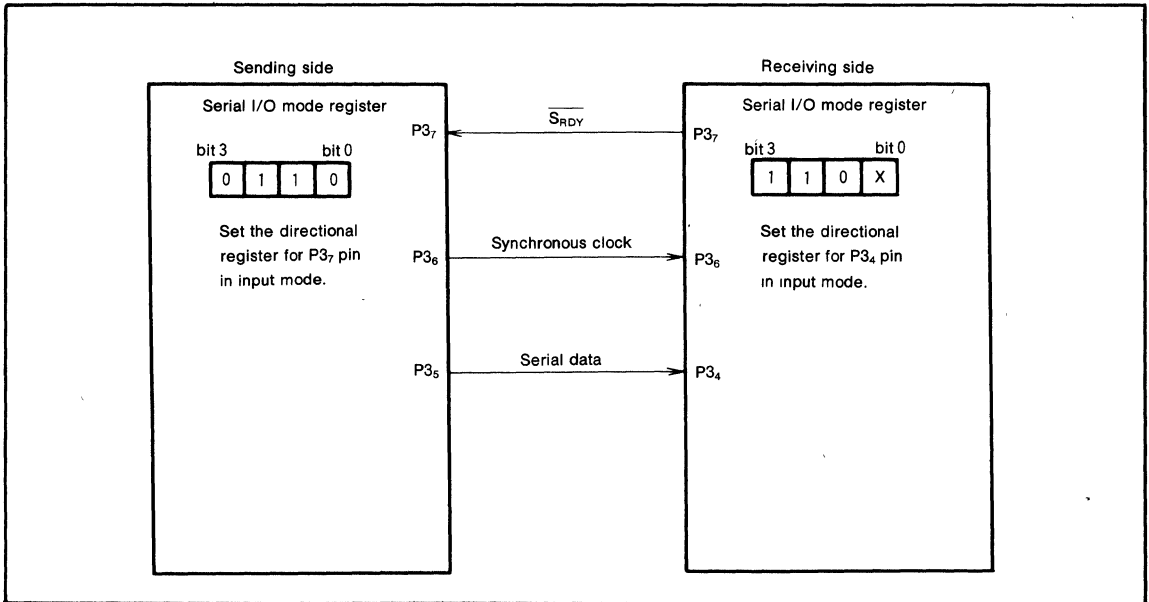 Sending side
Serial I/O mode register
bit 3 bit 0
0 1 1 0
Set the directional
register for P3₇ pin
in input mode.
P3₇
P3₆
P3₅
S̅R̅D̅Y̅
Synchronous clock
Serial data
Receiving side
Serial I/O mode register
P3₇
bit 3 bit 0
1 1 0 X
Set the directional
register for P3₄ pin
in input mode.
P3₆
P3₄